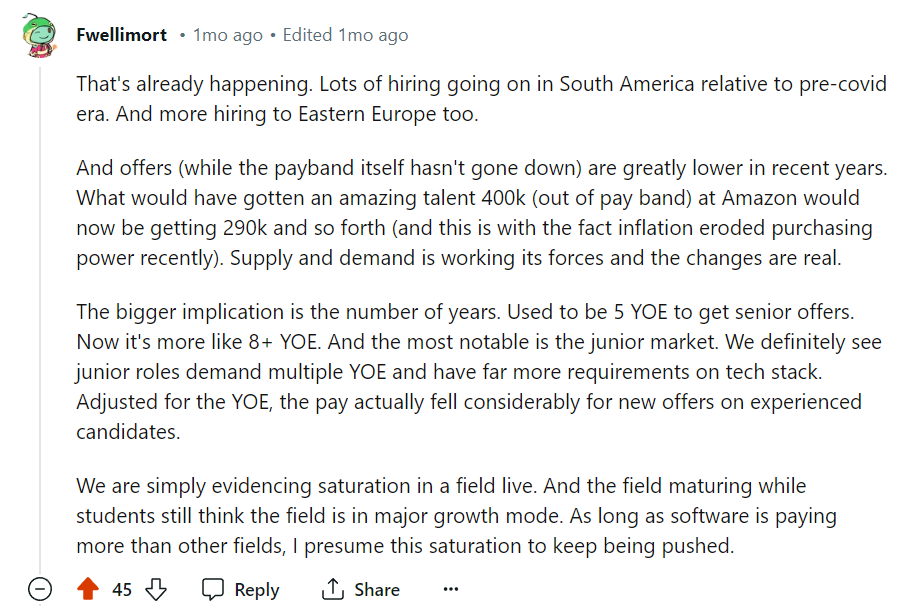 Fwellimort • 1mo ago • Edited 1mo ago
That's already happening. Lots of hiring going on in South America relative to pre-covid
era. And more hiring to Eastern Europe too.
And offers (while the payband itself hasn't gone down) are greatly lower in recent years.
What would have gotten an amazing talent 400k (out of pay band) at Amazon would
now be getting 290k and so forth (and this is with the fact inflation eroded purchasing
power recently). Supply and demand is working its forces and the changes are real.
The bigger implication is the number of years. Used to be 5 YOE to get senior offers.
Now it's more like 8+ YOE. And the most notable is the junior market. We definitely see
junior roles demand multiple YOE and have far more requirements on tech stack.
Adjusted for the YOE, the pay actually fell considerably for new offers on experienced
candidates.
We are simply evidencing saturation in a field live. And the field maturing while
students still think the field is in major growth mode. As long as software is paying
more than other fields, I presume this saturation to keep being pushed.
45 Reply Share ...